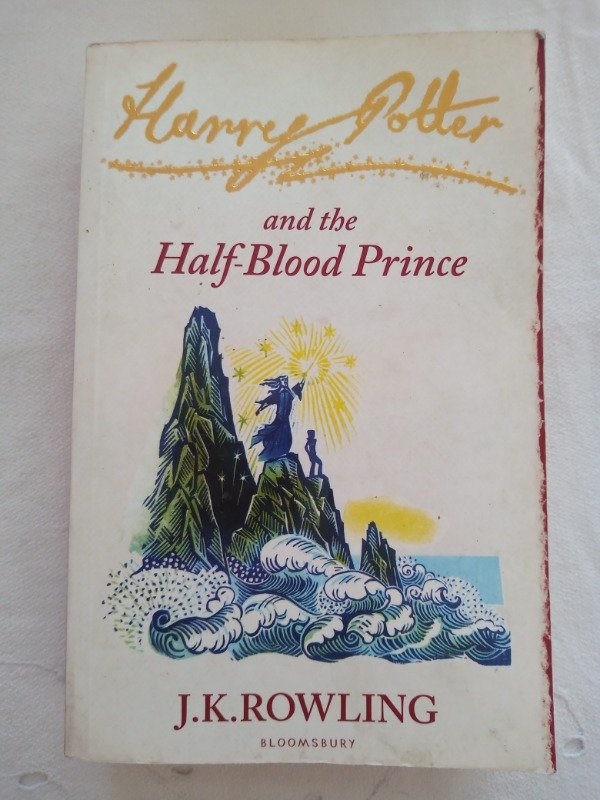 Harry Potter
and the
Half-Blood Prince
J.K.ROWLING
BLOOMSBURY